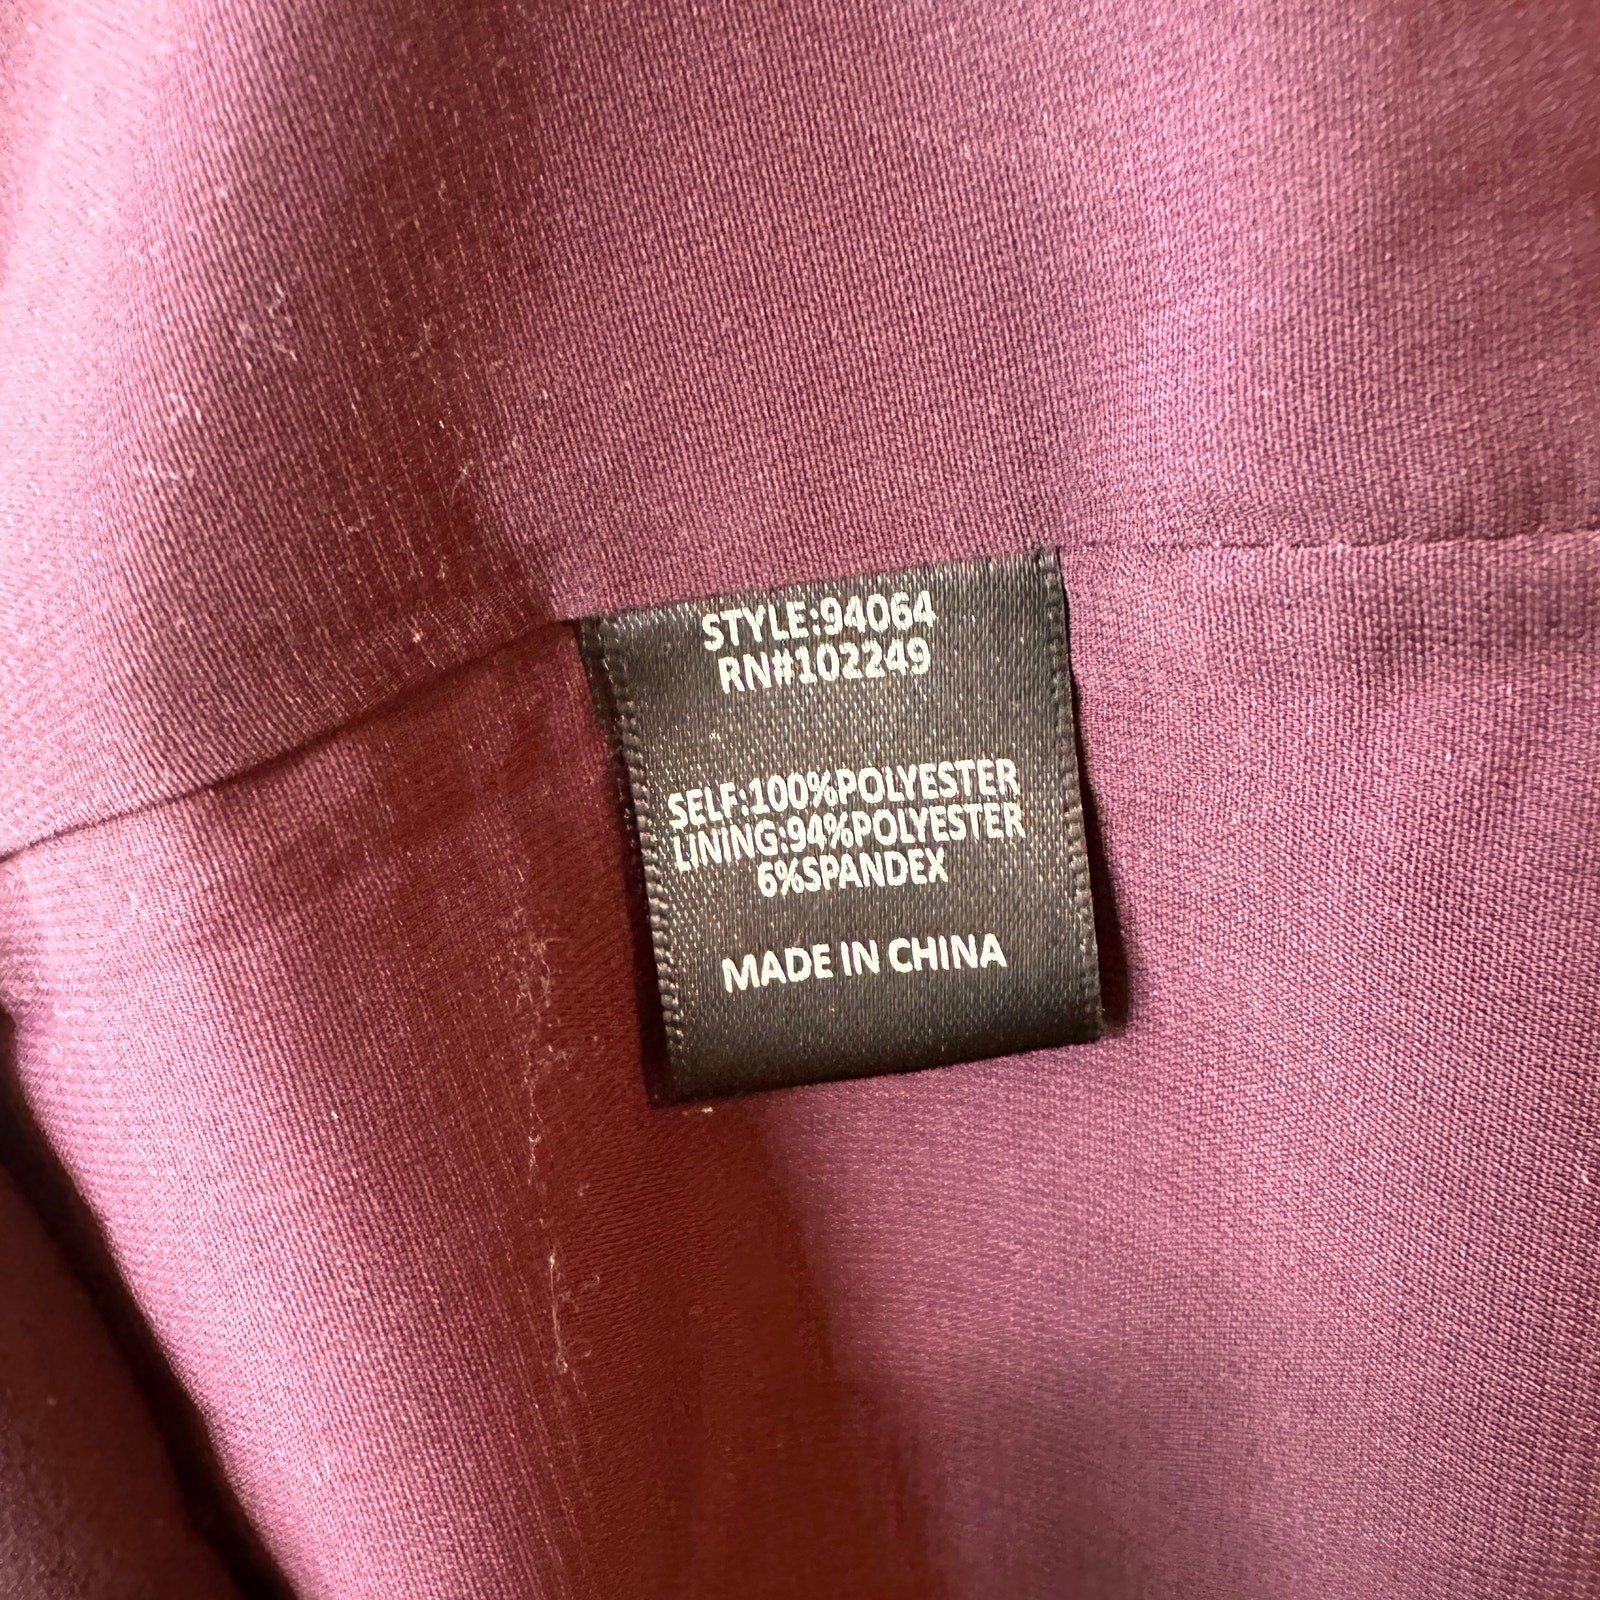 STYLE:94064
RN#102249
SELF:100%POLYESTER
LINING:94%POLYESTER
6%SPANDEX
MADE IN CHINA